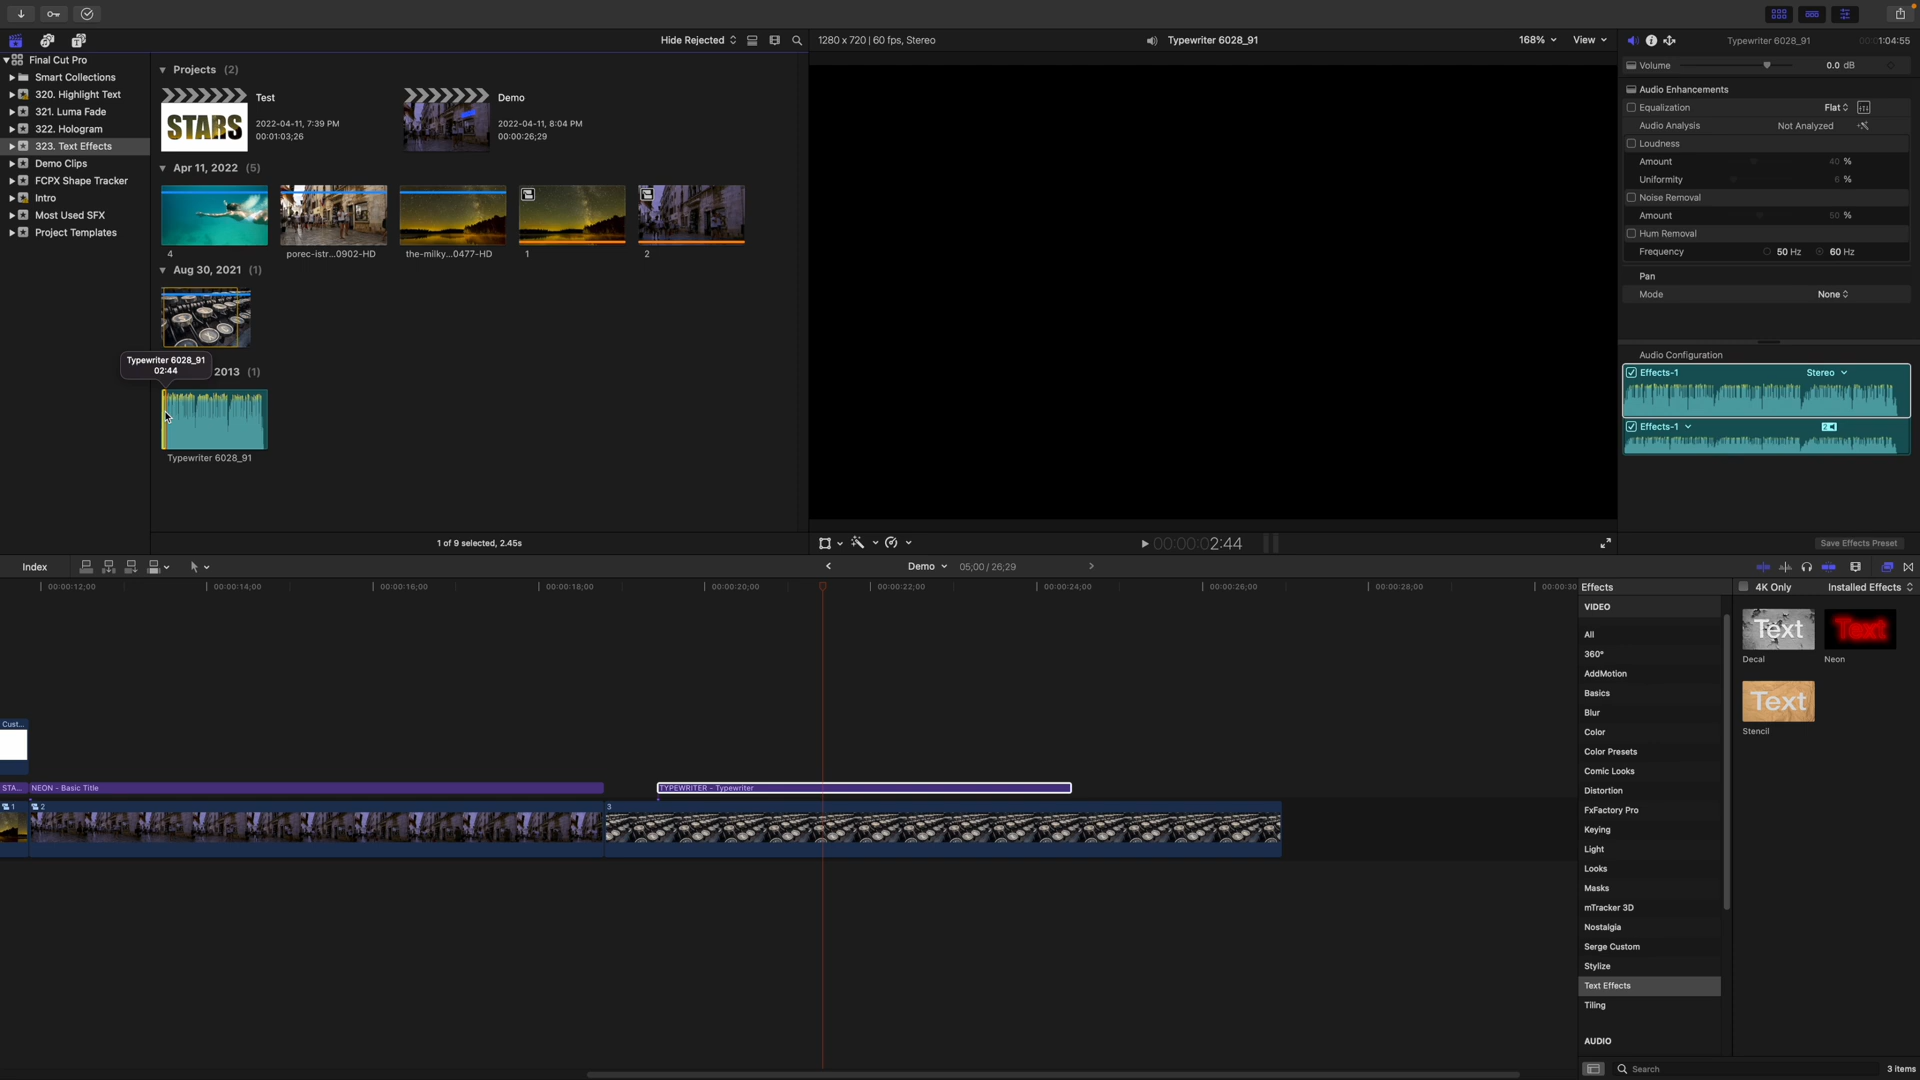 Hide Rejected
1280 x 720 | 60 fps, Stereo
Typewriter 6028_91
168%
View
Typewriter 6028_91
1:04:55
Final Cut Pro
Smart Collections
320. Highlight Text
321. Luma Fade
322. Hologram
323. Text Effects
Demo Clips
FCPX Shape Tracker
Intro
Most Used SFX
Project Templates
Projects (2)
STARS
Test
2022-04-11, 7:39 PM
00:01:03;26
Demo
2022-04-11, 8:04 PM
00:00:26;29
Apr 11, 2022 (5)
4
porec-istr...0902-HD
the-milky...0477-HD
1
2
Aug 30, 2021 (1)
Typewriter 6028_91
02:44
2013 (1)
Typewriter 6028_91
1 of 9 selected, 2.45s
00:00:02:44
Volume
0.0 dB
Audio Enhancements
Equalization
Flat
Audio Analysis
Not Analyzed
Loudness
Amount
40 %
Uniformity
6 %
Noise Removal
Amount
50 %
Hum Removal
Frequency
50 Hz
60 Hz
Pan
Mode
None
Audio Configuration
Effects-1
Stereo
Effects-1
2
Save Effects Preset
Index
Demo
05;00 / 26;29
00:00:12;00
00:00:14;00
00:00:16;00
00:00:18;00
00:00:20;00
00:00:22;00
00:00:24;00
00:00:26;00
00:00:28;00
00:00:30
Cust...
STA...
NEON - Basic Title
TYPEWRITER - Typewriter
1
2
3
Effects
4K Only
Installed Effects
VIDEO
All
360°
AddMotion
Basics
Blur
Color
Color Presets
Comic Looks
Distortion
FxFactory Pro
Keying
Light
Looks
Masks
mTracker 3D
Nostalgia
Serge Custom
Stylize
Text Effects
Tiling
AUDIO
Text
Decal
Text
Neon
Text
Stencil
Search
3 items